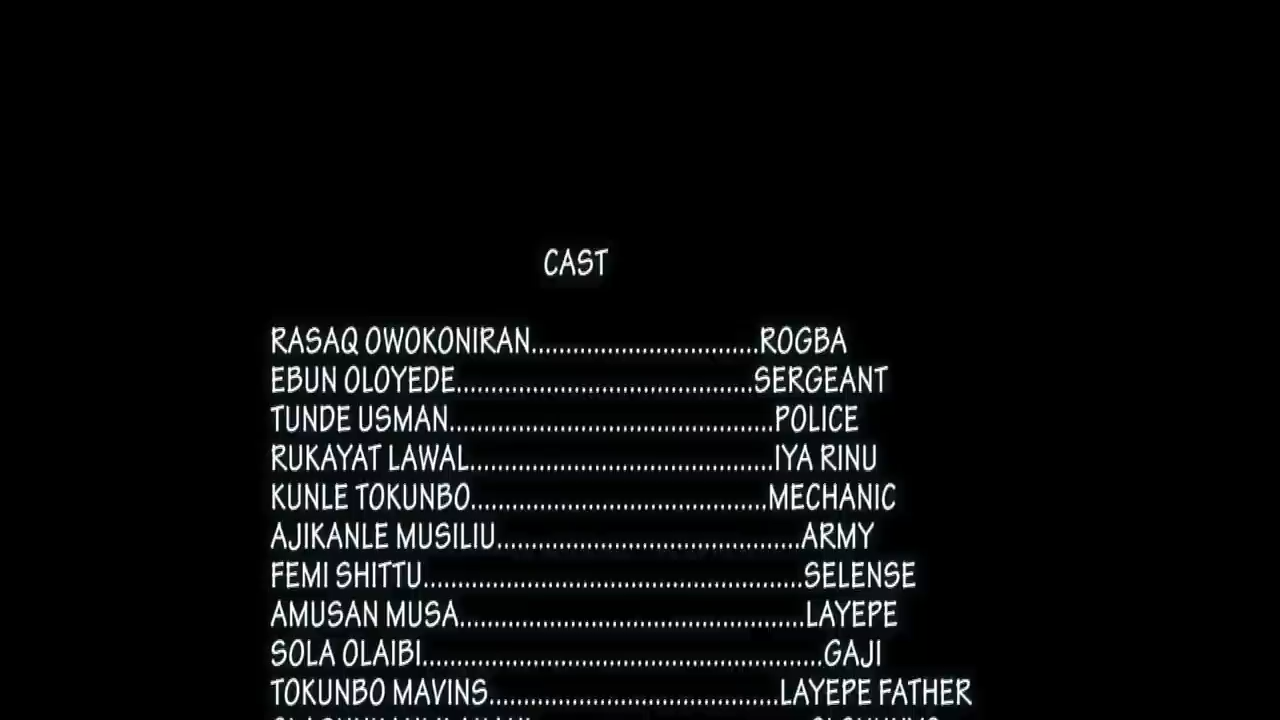 CAST
RASAQ OWOKONIRAN.................................ROGBA
EBUN OLOYEDE...........................................SERGEANT
TUNDE USMAN...............................................POLICE
RUKAYAT LAWAL............................................IYA RINU
KUNLE TOKUNBO...........................................MECHANIC
AJIKANLE MUSILIU............................................ARMY
FEMI SHITTU.......................................................SELENSE
AMUSAN MUSA..................................................LAYEPE
SOLA OLAIBI..........................................................GAJI
TOKUNBO MAVINS..........................................LAYEPE FATHER